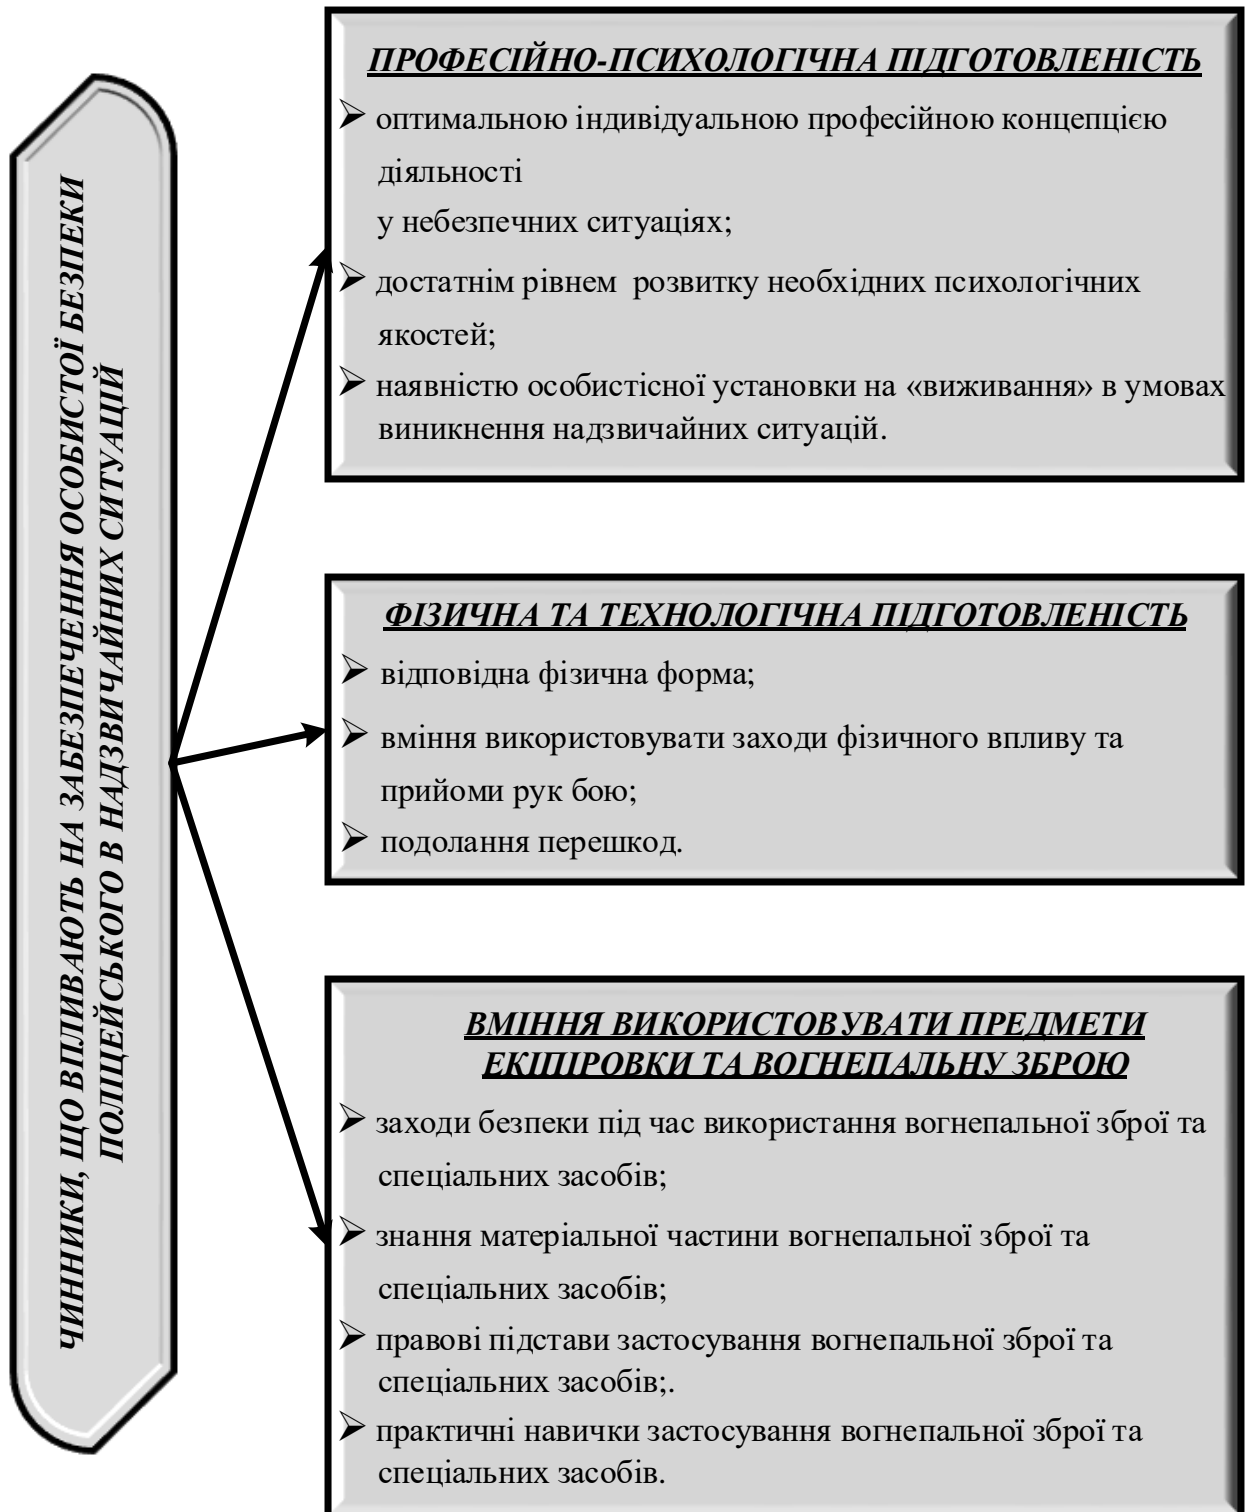 ЧИННИКИ, ЩО ВПЛИВАЮТЬ НА ЗАБЕЗПЕЧЕННЯ ОСОБИСТОЇ БЕЗПЕКИ
ПОЛІЦЕЙСЬКОГО В НАДЗВИЧАЙНИХ СИТУАЦІЙ
ПРОФЕСІЙНО-ПСИХОЛОГІЧНА ПІДГОТОВЛЕНІСТЬ
➢ оптимальною індивідуальною професійною концепцією
діяльності
у небезпечних ситуаціях;
➢ достатнім рівнем розвитку необхідних психологічних
якостей;
➢ наявністю особистісної установки на «виживання» в умовах
виникнення надзвичайних ситуацій.
ФІЗИЧНА ТА ТЕХНОЛОГІЧНА ПІДГОТОВЛЕНІСТЬ
➢ відповідна фізична форма;
➢ вміння використовувати заходи фізичного впливу та
прийоми рук бою;
➢ подолання перешкод.
ВМІННЯ ВИКОРИСТОВУВАТИ ПРЕДМЕТИ
ЕКІПІРОВКИ ТА ВОГНЕПАЛЬНУ ЗБРОЮ
➢ заходи безпеки під час використання вогнепальної зброї та
спеціальних засобів;
➢ знання матеріальної частини вогнепальної зброї та
спеціальних засобів;
➢ правові підстави застосування вогнепальної зброї та
спеціальних засобів;.
➢ практичні навички застосування вогнепальної зброї та
спеціальних засобів.